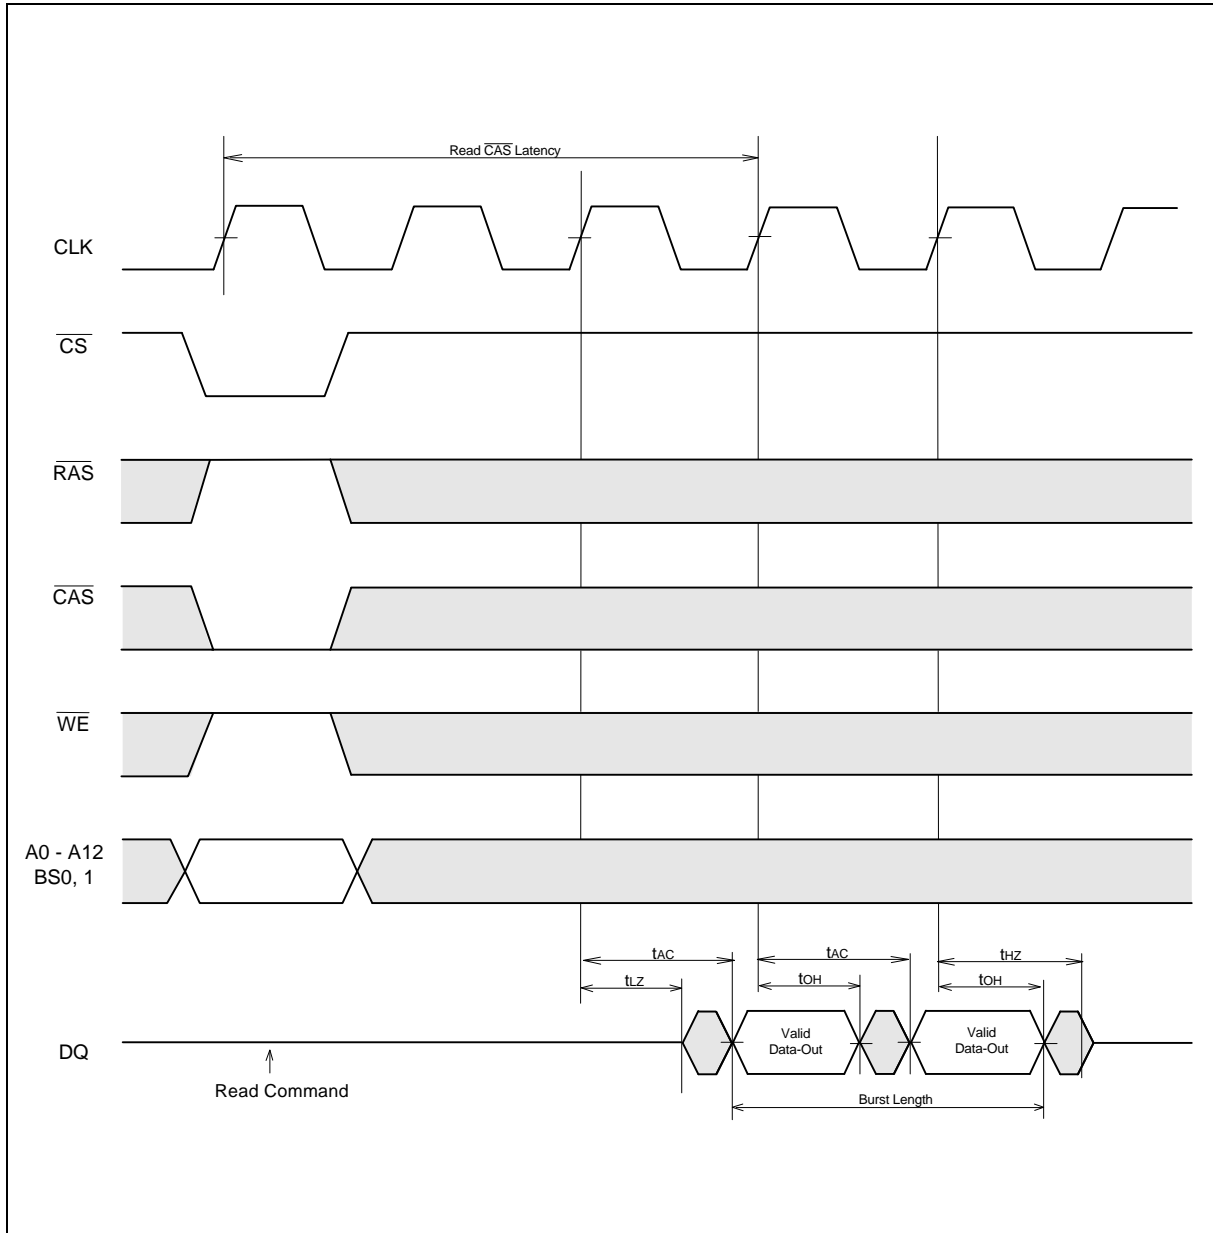 Read CAS Latency
CLK
CS
RAS
CAS
WE
A0 - A12
BS0, 1
tAC
tAC
tHZ
tLZ
tOH
tOH
DQ
Valid
Data-Out
Valid
Data-Out
Read Command
Burst Length